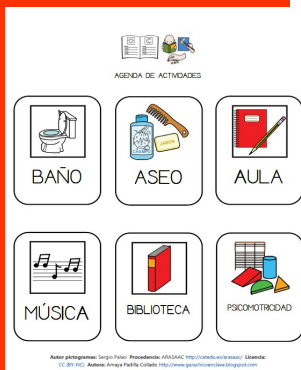 AGENDA DE ACTIVIDADES
BAÑO
ASEO
AULA
MÚSICA
BIBLIOTECA
PSICOMOTRICIDAD
Autor pictogramas: Sergio Palao Procedencia: ARASAAC http://catedu.es/arasaac/ Licencia:
CC (BY-NC) Autora: Amaya Padilla Collado http://www.garachicoenclave.blogspot.com